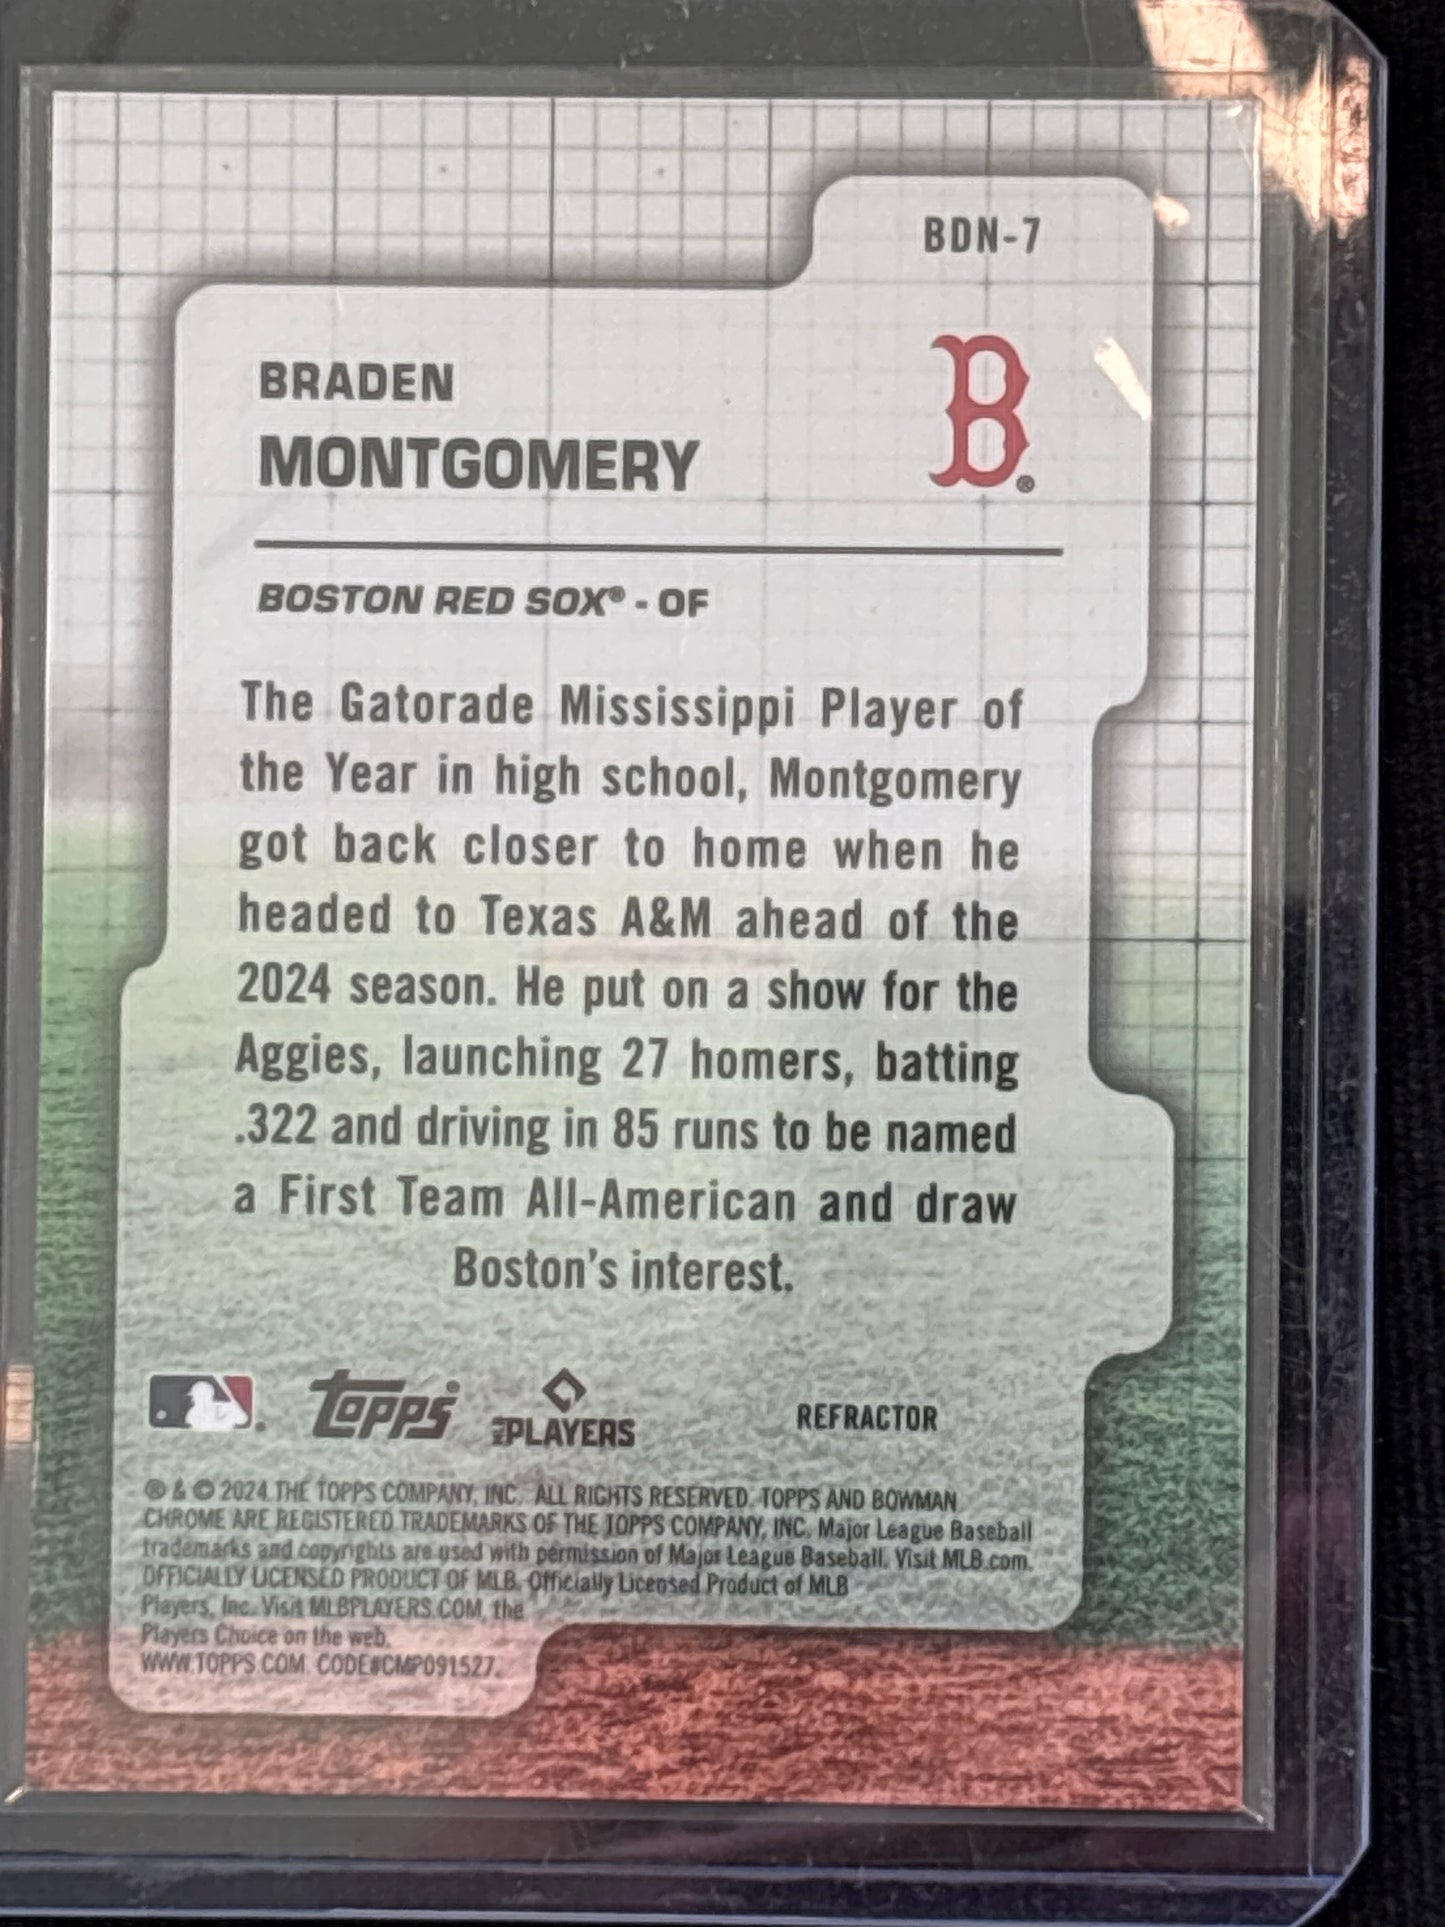 BDN-7
B®
BRADEN
MONTGOMERY
BOSTON RED SOX® - OF
The Gatorade Mississippi Player of
the Year in high school, Montgomery
got back closer to home when he
headed to Texas A&M ahead of the
2024 season. He put on a show for the
Aggies, launching 27 homers, batting
.322 and driving in 85 runs to be named
a First Team All-American and draw
Boston's interest.
topps
PLAYERS
REFRACTOR
® & © 2024 THE TOPPS COMPANY, INC. ALL RIGHTS RESERVED. TOPPS AND BOWMAN
CHROME ARE REGISTERED TRADEMARKS OF THE TOPPS COMPANY, INC. Major League Baseball
trademarks and copyrights are used with permission of Major League Baseball. Visit MLB.com.
OFFICIALLY LICENSED PRODUCT OF MLB. Officially Licensed Product of MLB
Players, Inc. Visit MLBPLAYERS.COM, the
Players Choice on the web.
WWW.TOPPS.COM. CODE#CMP091527.